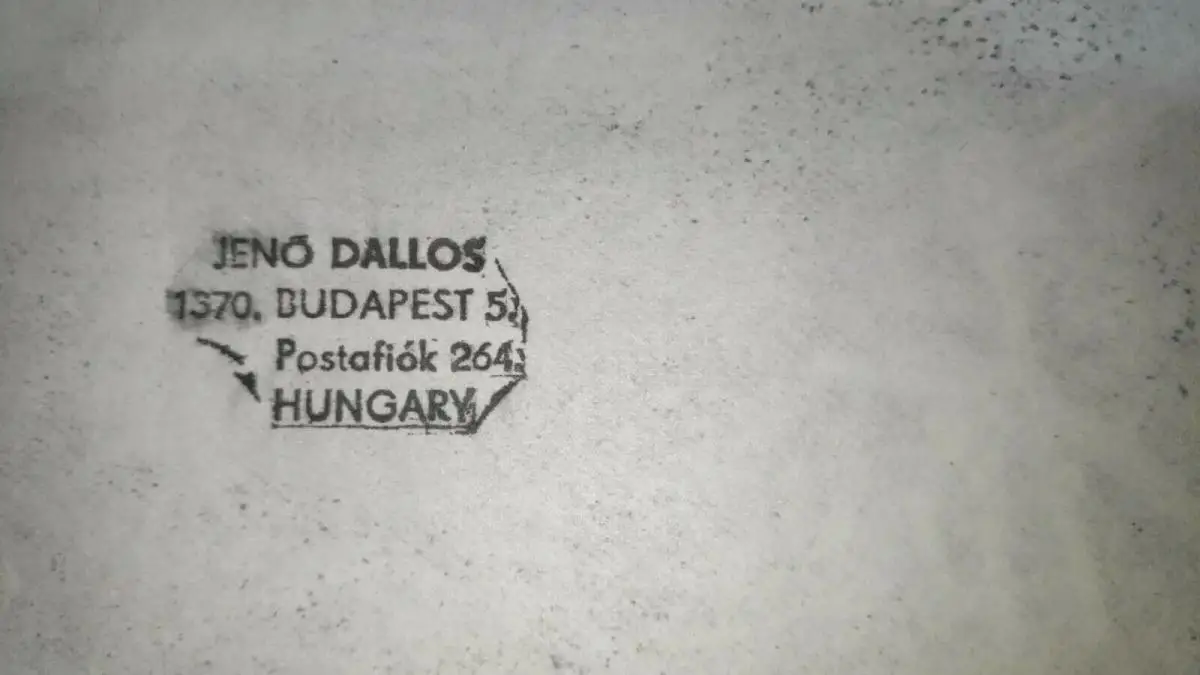 JENŐ DALLOS
1370. BUDAPEST 5.
Postafiók 264.
HUNGARY